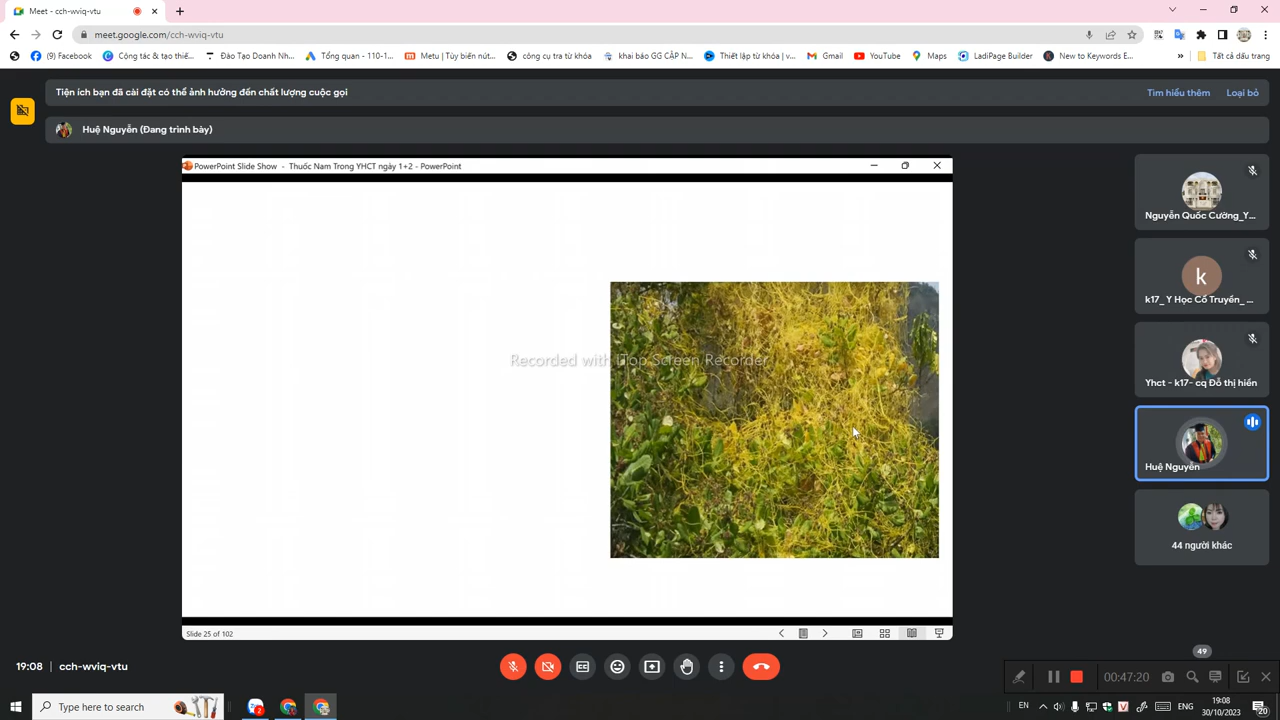 Meet - cch-wviq-vtu
meet.google.com/cch-wviq-vtu
(3) Facebook
Công tác & tạo thiế...
Đào Tạo Doanh Nh...
Tổng quan - 110-1...
Metu | Tùy biến nút...
công cụ tra từ khóa
khai báo GG CẬP N...
Thiết lập từ khóa | v...
Gmail
YouTube
Maps
LadiPage Builder
New to Keywords E...
Tất cả dấu trang
Tiện ích bạn đã cài đặt có thể ảnh hưởng đến chất lượng cuộc gọi
Tìm hiểu thêm
Loại bỏ
Huệ Nguyễn (Đang trình bày)
PowerPoint Slide Show - Thuốc Nam Trong YHCT ngày 1+2 - PowerPoint
Nguyễn Quốc Cường_Y...
k
k17_ Y Học Cổ Truyền_ ...
Recorded with iTop Screen Recorder
Yhct - k17- cq Đỗ thị hiền
Huệ Nguyễn
44 người khác
Slide 25 of 102
49
19:08
cch-wviq-vtu
00:47:20
Type here to search
2
EN
V
ENG
19:08
30/10/2023
20